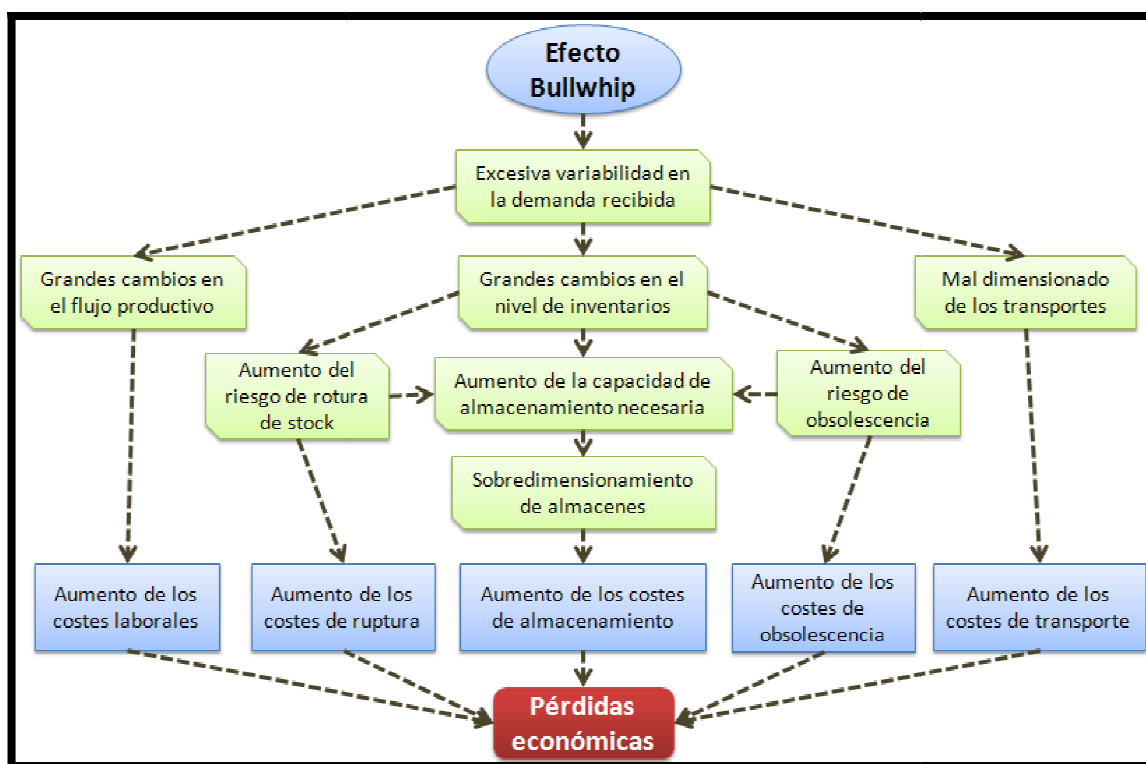 Efecto
Bullwhip
Excesiva variabilidad en
la demanda recibida
Grandes cambios en
el flujo productivo
Grandes cambios en el
nivel de inventarios
Mal dimensionado
de los transportes
Aumento del
riesgo de rotura
de stock
Aumento de la capacidad de
almacenamiento necesaria
Aumento del
riesgo de
obsolescencia
Sobredimensionamiento
de almacenes
Aumento de los
costes laborales
Aumento de los
costes de ruptura
Aumento de los costes
de almacenamiento
Aumento de los
costes de
obsolescencia
Aumento de los
costes de transporte
Pérdidas
económicas